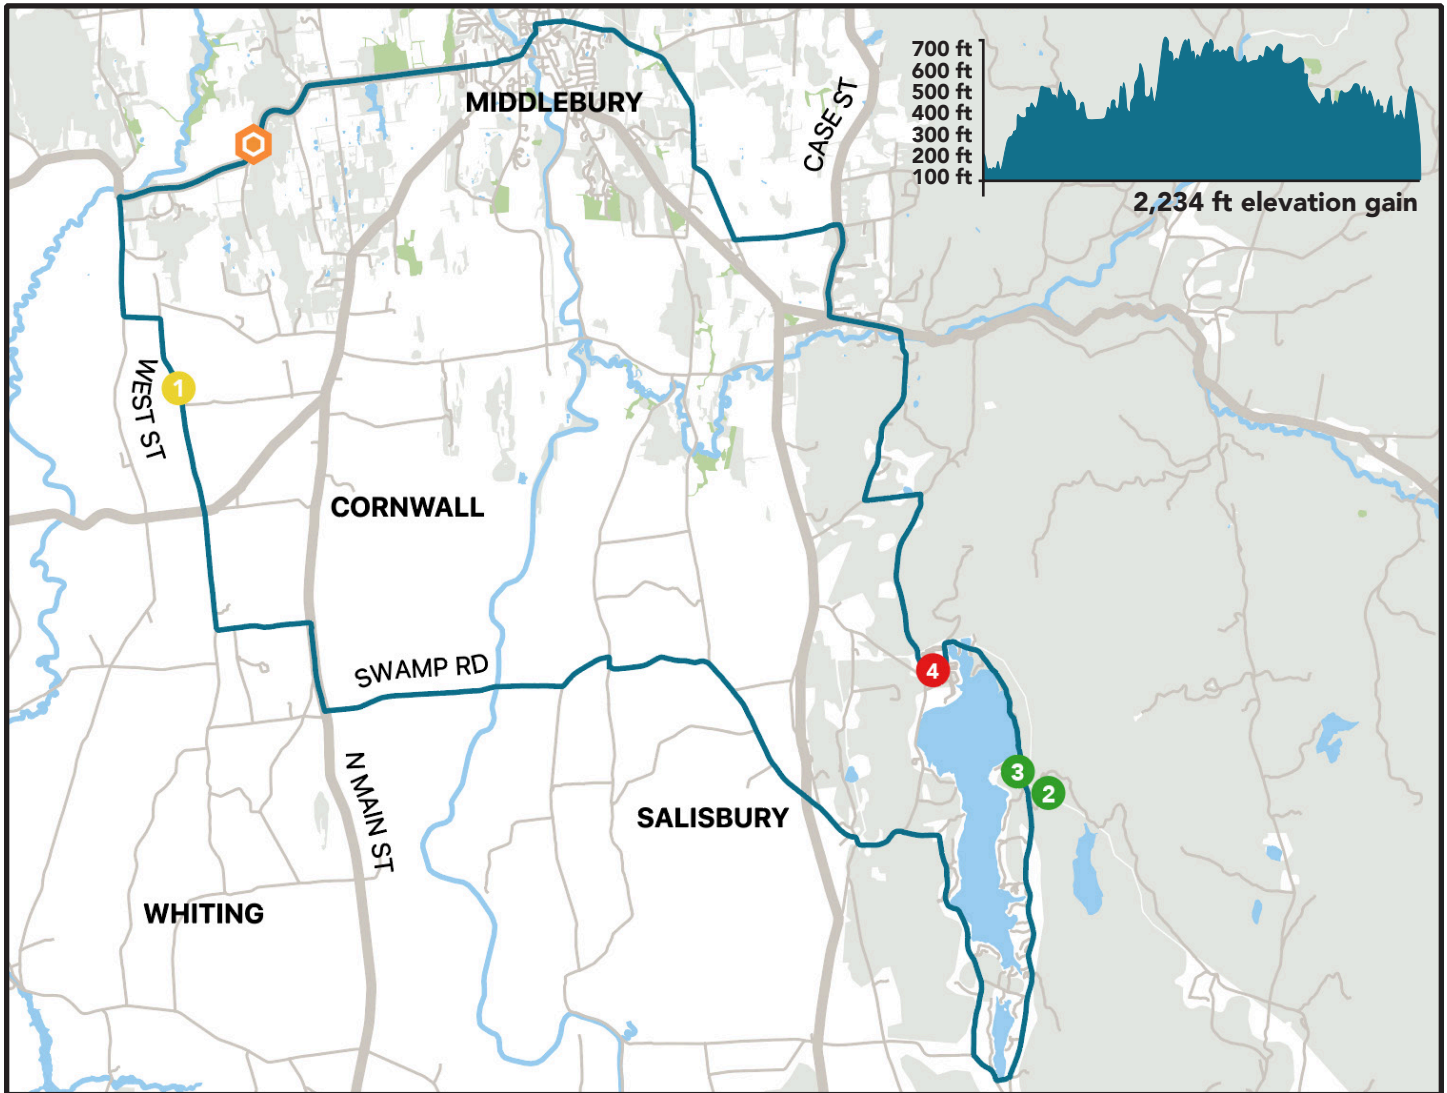 700 ft
600 ft
500 ft
400 ft
300 ft
200 ft
100 ft
2,234 ft elevation gain
MIDDLEBURY
CASE ST
1
WEST ST
CORNWALL
SWAMP RD
4
3
2
N MAIN ST
SALISBURY
WHITING